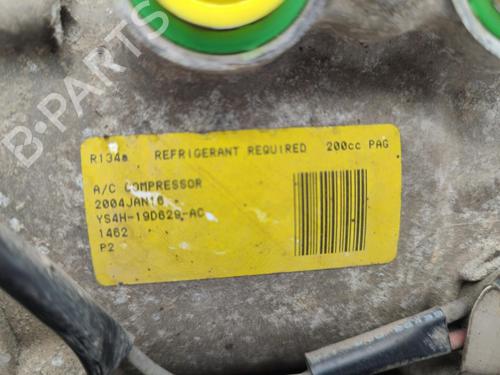 B-PARTS
R134a REFRIGERANT REQUIRED 200cc PAG
A/C COMPRESSOR
2004JAN16
YS4H-19D629-AC
1462
P2